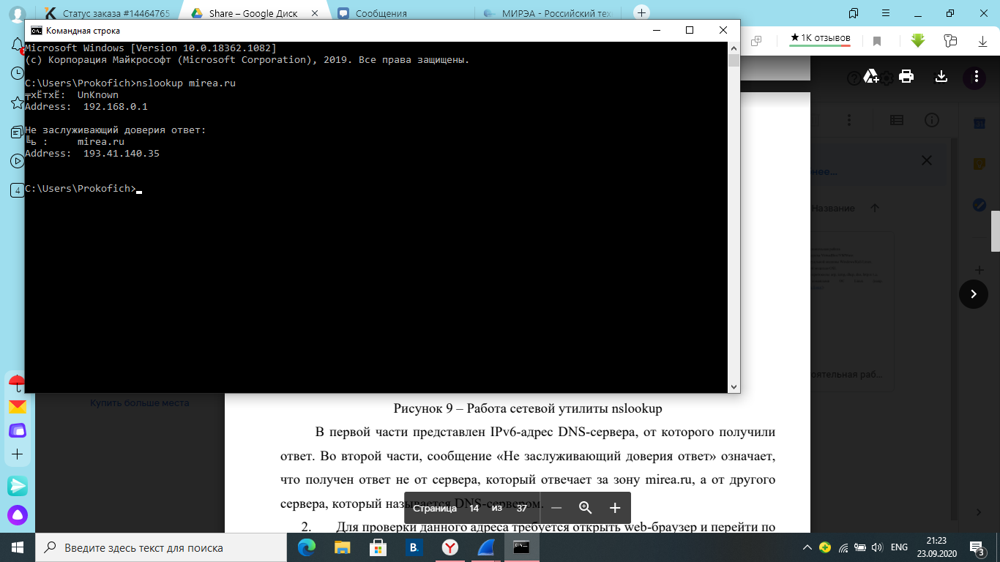 Статус заказа #14464765
Share – Google Диск
Сообщения
МИРЭА - Российский тех
Командная строка
★ 1К отзывов
Microsoft Windows [Version 10.0.18362.1082]
(c) Корпорация Майкрософт (Microsoft Corporation), 2019. Все права защищены.
C:\Users\Prokofich>nslookup mirea.ru
╤хЁтхЁ:  UnKnown
Address:  192.168.0.1
Не заслуживающий доверия ответ:
╚ь :     mirea.ru
Address:  193.41.140.35
C:\Users\Prokofich>
4
31
нее...
Название
оятельная раб...
Купить больше места
Рисунок 9 – Работа сетевой утилиты nslookup
В первой части представлен IPv6-адрес DNS-сервера, от которого получили
ответ. Во второй части, сообщение «Не заслуживающий доверия ответ» означает,
что получен ответ не от сервера, который отвечает за зону mirea.ru, а от другого
сервера, который называется DNS-сервером.
Страница 14 из 37
2. Для проверки данного адреса требуется открыть web-браузер и перейти по
Введите здесь текст для поиска
B.
ENG
21:23
23.09.2020
3